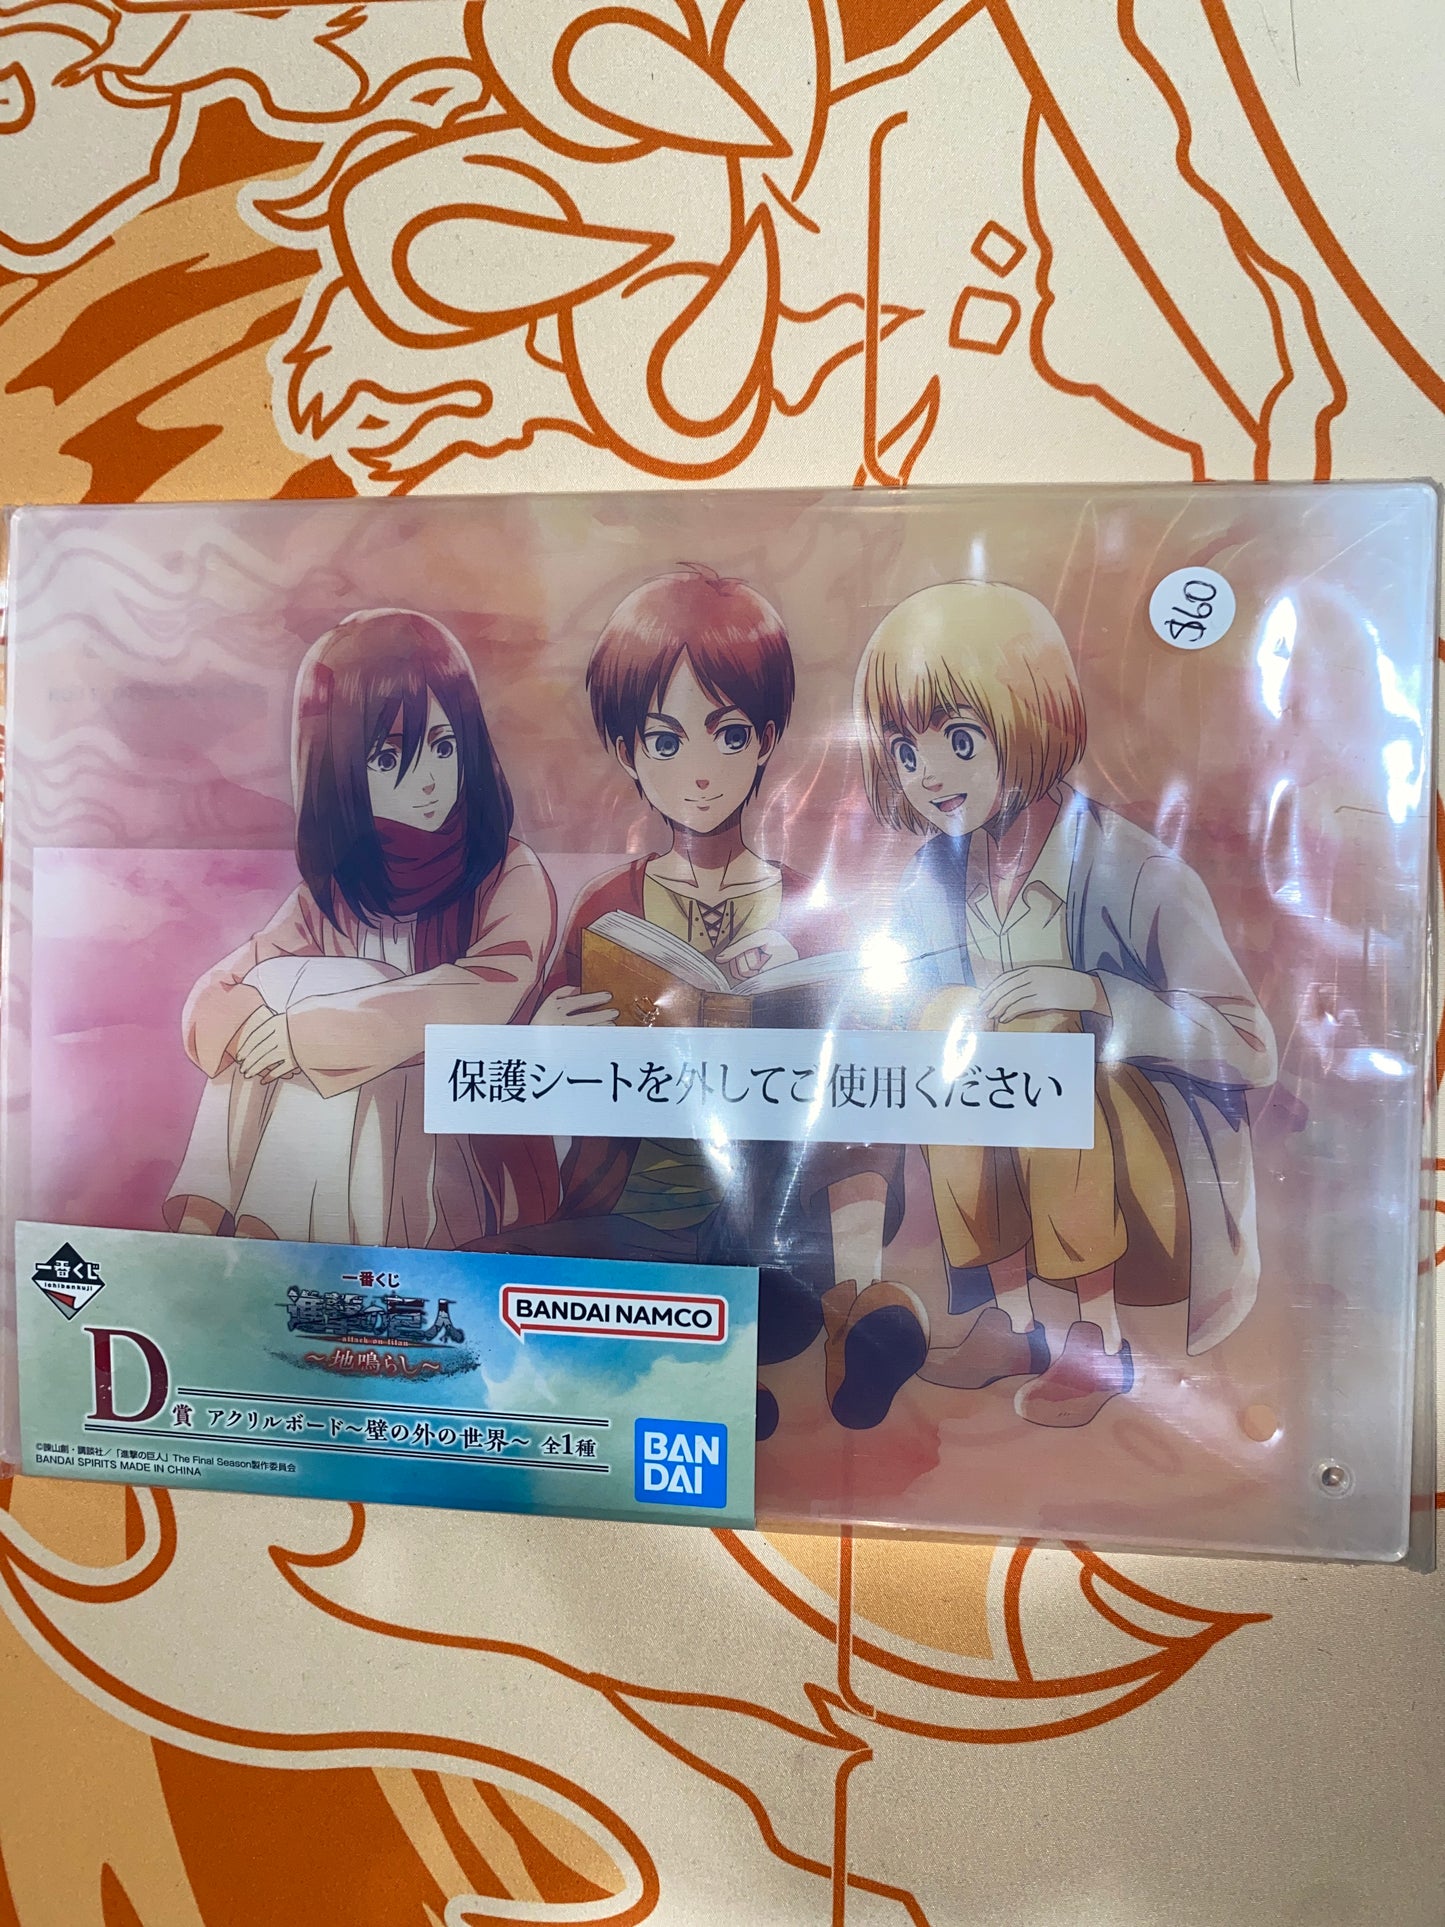 $60
保護シートを外してご使用ください
一番くじ
ichibankuji
一番くじ
進撃の巨人
attack on titan
～地鳴らし～
BANDAI NAMCO
D賞 アクリルボード～壁の外の世界～ 全1種
©諫山創・講談社／「進撃の巨人」The Final Season製作委員会
BANDAI SPIRITS MADE IN CHINA
BAN
DAI